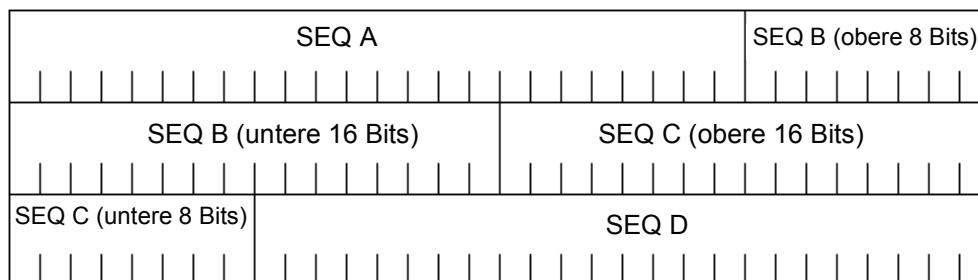 SEQ A
SEQ B (obere 8 Bits)
SEQ B (untere 16 Bits)
SEQ C (obere 16 Bits)
SEQ C (untere 8 Bits)
SEQ D